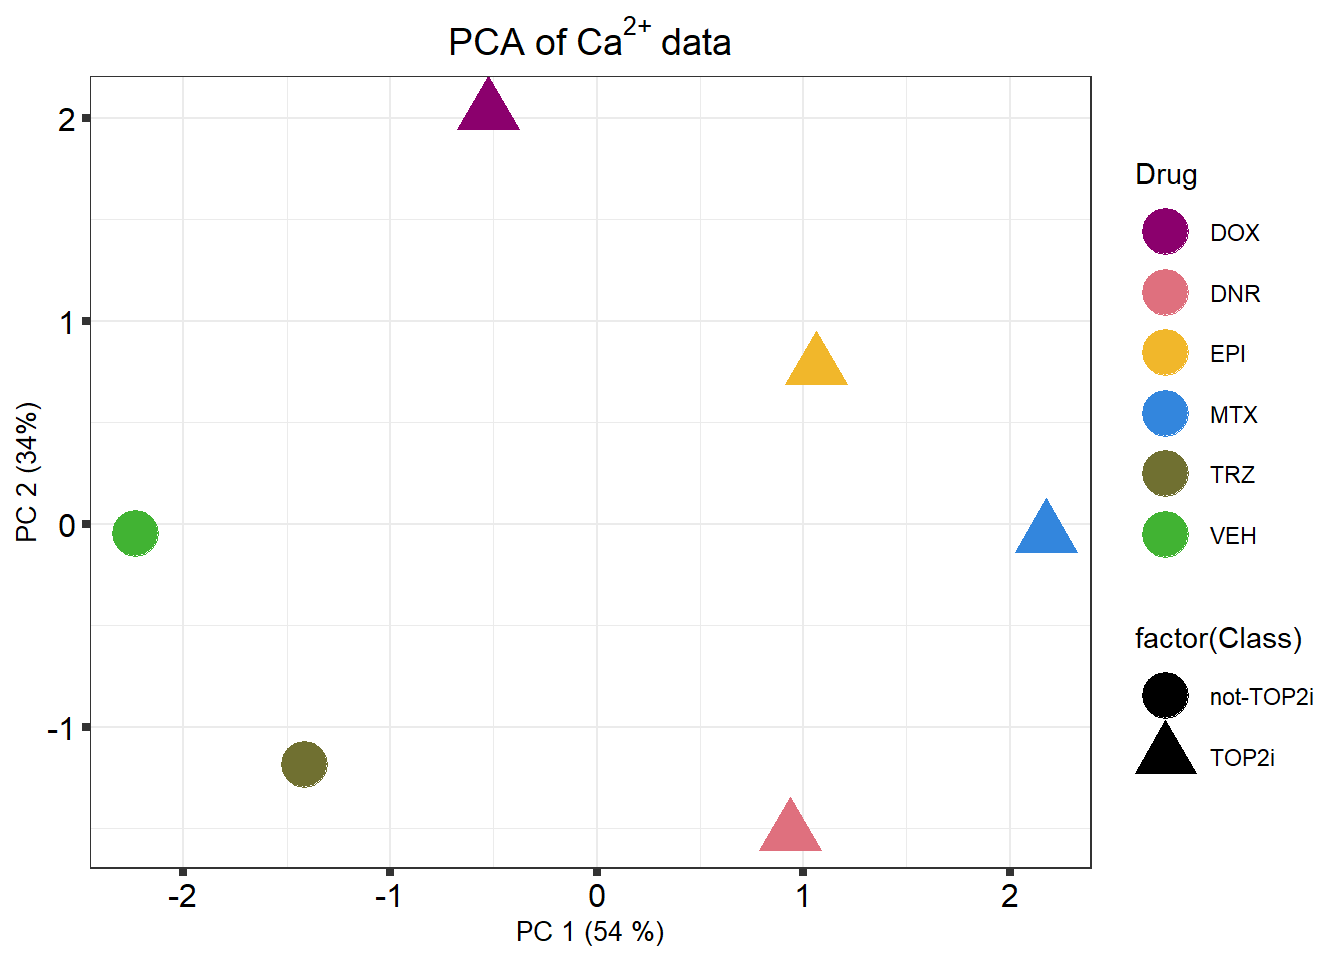 PCA of Ca2+ data
2
1
0
-1
PC 2 (34%)
-2
-1
0
1
2
PC 1 (54 %)
Drug
DOX
DNR
EPI
MTX
TRZ
VEH
factor(Class)
not-TOP2i
TOP2i